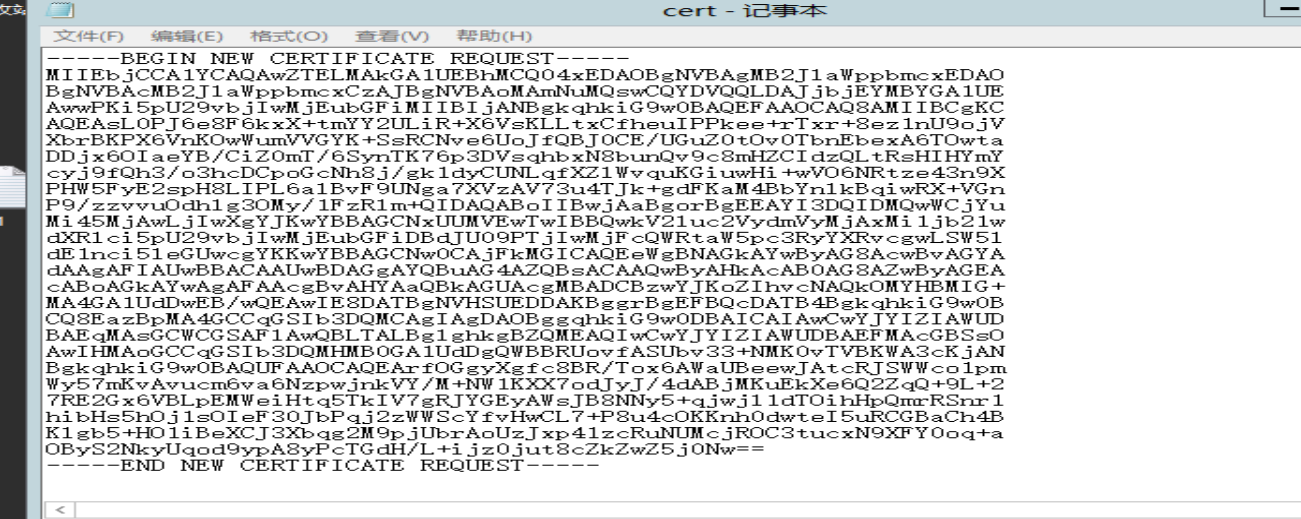 cert - 记事本
文件(F) 编辑(E) 格式(O) 查看(V) 帮助(H)
-----BEGIN NEW CERTIFICATE REQUEST-----
MIIEbjCCA1YCAQAwZTELMAkGA1UEBhMCQ04xEDAOBgNVBAgMB2J1aWppbmcxEDAO
BgNVBAcMB2J1aWppbmcxCzAJBgNVBAoMAmNuMQswCQYDVQQLDAJjbjEYMBYGA1UE
AwwPKi5pU29vbjIwMjEubGFiMIIBIjANBgkqhkiG9w0BAQEFAAOCAQ8AMIIBCgKC
AQEAsL0PJ6e8F6kxX+tmYY2ULiR+X6VsKLLtxCfheuIPPkee+rTxr+8ez1nU9ojV
XbrBKPX6VnKOwWumVVGYK+SsRCNve6UoJfQBJ0CE/UGuZ0tOv0TbnEbexA6TOwta
DDjx6OIaeYB/CiZ0mT/6SynTK76p3DVsqhbxN8bunQv9c8mHZCIdzQLtRsHIHYmY
cyj9fQh3/o3hcDCpoGcNh8j/gk1dyCUNLqfXZ1WvquKGiuwHi+wVO6NRtze43n9X
PHW5FyE2spH8LIPL6a1BvF9UNga7XVzAV73u4TJk+gdFKaM4BbYn1kBqiwRX+VGn
P9/zzvvuOdh1g3OMy/1FzR1m+QIDAQABoIIBwjAaBgorBgEEAYI3DQIDMQwWCjYu
Mi45MjAwLjIwXgYJKwYBBAGCNxUUMVEwTwIBBQwkV21uc2VydmVyMjAxMi1jb21w
dXR1ci5pU29vbjIwMjEubGFiDBdJU09PTjIwMjFcQWRtaW5pc3RyYXRvcgwLSW51
dE1nci51eGUwcgYKKwYBBAGCNw0CAjFkMGICAQEeWgBNAGkAYwByAG8AcwBvAGYA
dAAgAFIAUwBBACAAUwBDAGgAYQBuAG4AZQBsACAAQwByAHkAcAB0AG8AZwByAGEA
cABoAGkAYwAgAFAAcgBvAHYAaQBkAGUAcgMBADCBzwYJKoZIhvcNAQkOMYHBMIG+
MA4GA1UdDwEB/wQEAwIE8DATBgNVHSUEDDAKBggrBgEFBQcDATB4BgkqhkiG9w0B
CQ8EazBpMA4GCCqGSIb3DQMCAgIAgDAOBggqhkiG9w0DBAICAIAwCwYJYIZIAWUD
BAEqMAsGCWCGSAF1AwQBLTALBg1ghkgBZQMEAQIwCwYJYIZIAWUDBAEFMAcGBSsO
AwIHMAoGCCqGSIb3DQMHMB0GA1UdDgQWBBRUovfASUbv33+NMK0vTVBKWA3cKjAN
BgkqhkiG9w0BAQUFAAOCAQEArfOGgyXgfc8BR/Tox6AWaUBeewJAtcRJSWWco1pm
Wy57mKvAvucm6va6NzpwjnkVY/M+NW1KXX7odJyJ/4dABjMKuEkXe6Q2ZqQ+9L+2
7RE2Gx6VBLpEMWeiHtq5TkIV7gRJYGEyAWsJB8NNy5+qjwj11dTOihHpQmrRSnr1
hibHs5hOj1sOIeF30JbPqj2zWWScYfvHwCL7+P8u4cOKKnh0dwteI5uRCGBaCh4B
K1gb5+HO1iBeXCJ3Xbqg2M9pjUbrAoUzJxp41zcRuNUMcjROC3tucxN9XFY0oq+a
OByS2NkyUqod9ypA8yPcTGdH/L+ijz0jut8cZkZwZ5j0Nw==
-----END NEW CERTIFICATE REQUEST-----